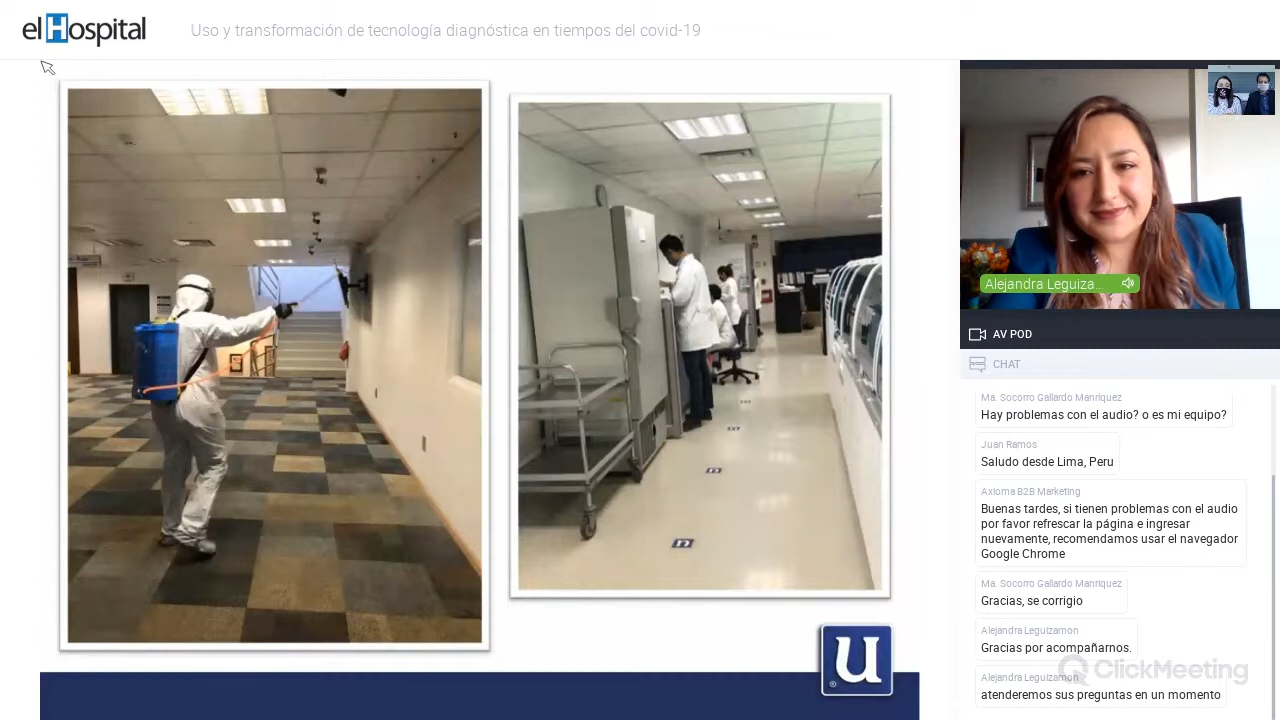 el Hospital
Uso y transformación de tecnología diagnóstica en tiempos del covid-19
Alejandra Leguiza...
AV POD
CHAT
Ma. Socorro Gallardo Manriquez
Hay problemas con el audio? o es mi equipo?
Juan Ramos
Saludo desde Lima, Peru
Axioma B2B Marketing
Buenas tardes, si tienen problemas con el audio
por favor refrescar la página e ingresar
nuevamente, recomendamos usar el navegador
Google Chrome
Ma. Socorro Gallardo Manriquez
Gracias, se corrigio
Alejandra Leguizamon
Gracias por acompañarnos.
ClickMeeting
Alejandra Leguizamon
atenderemos sus preguntas en un momento
u
®